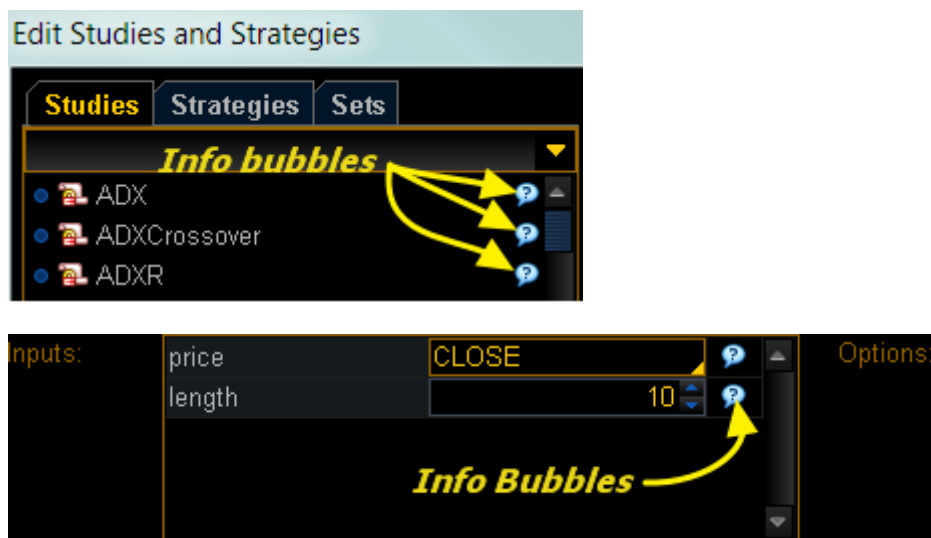 Edit Studies and Strategies
Studies Strategies Sets
Info bubbles
ADX
ADXCrossover
ADXR
Inputs: price CLOSE Options:
length 10
Info Bubbles